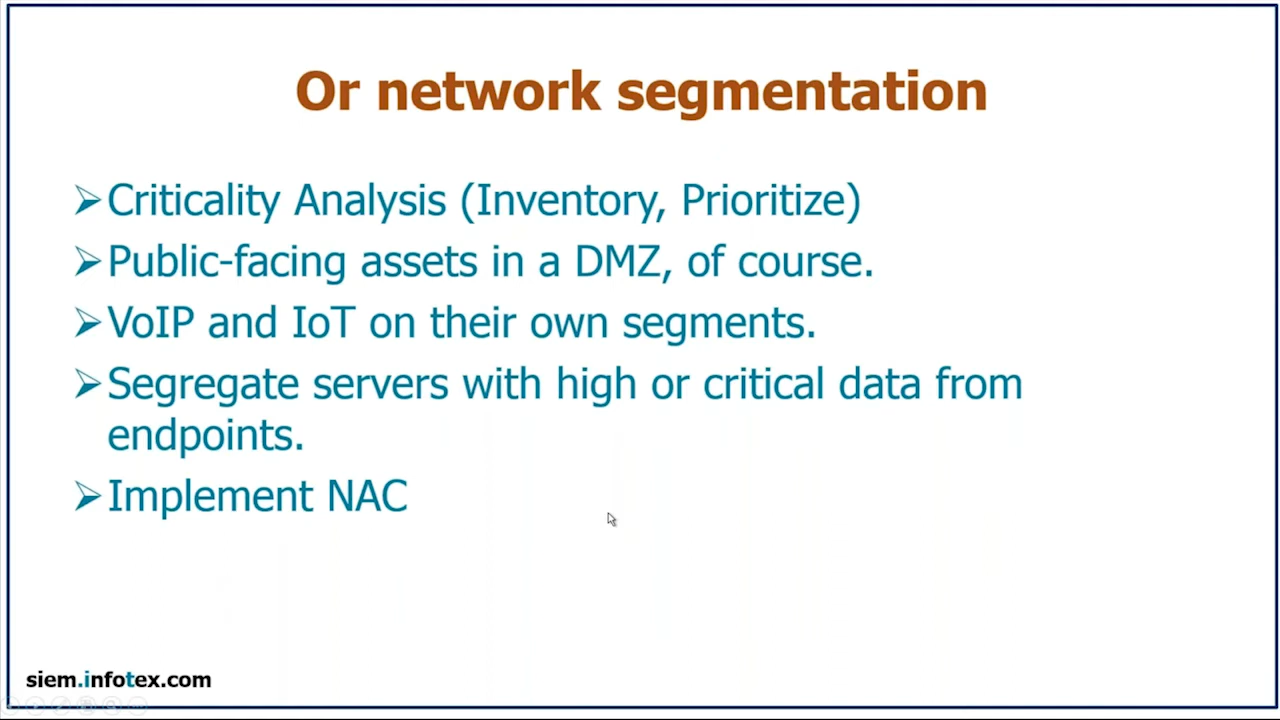 Or network segmentation
Criticality Analysis (Inventory, Prioritize)
Public-facing assets in a DMZ, of course.
VoIP and IoT on their own segments.
Segregate servers with high or critical data from
endpoints.
Implement NAC
siem.infotex.com